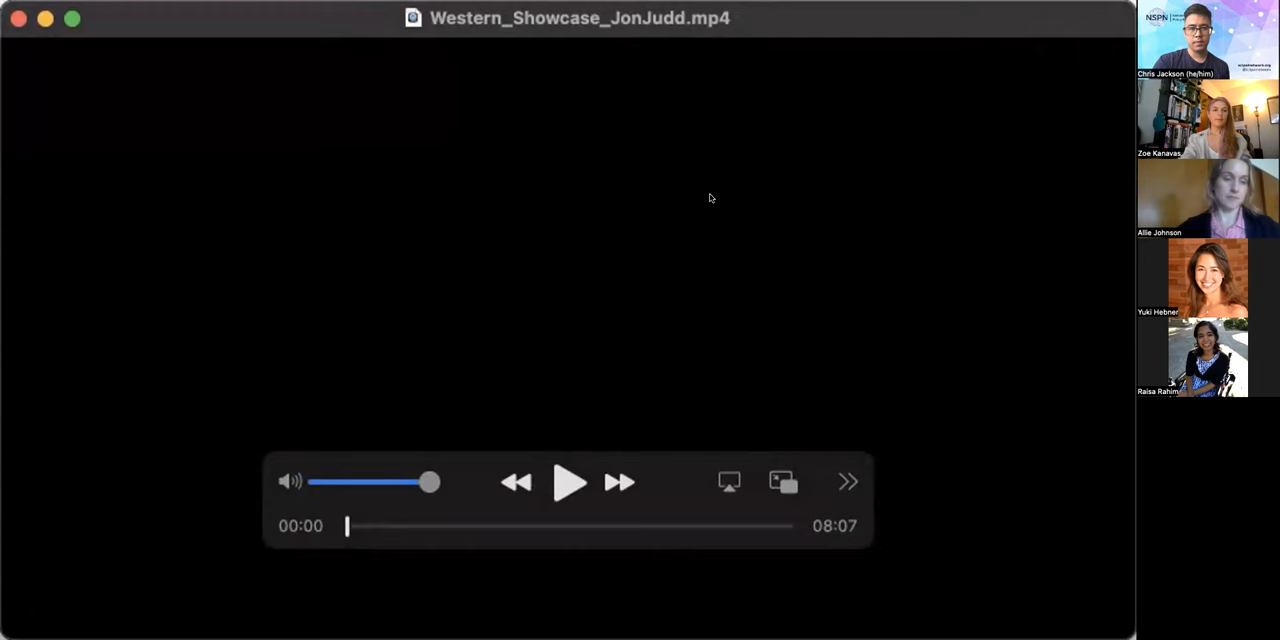 Western_Showcase_JonJudd.mp4
00:00
08:07
NSPN
Chris Jackson (he/him)
Zoe Kanavas
Allie Johnson
Yuki Hebner
Raisa Rahim